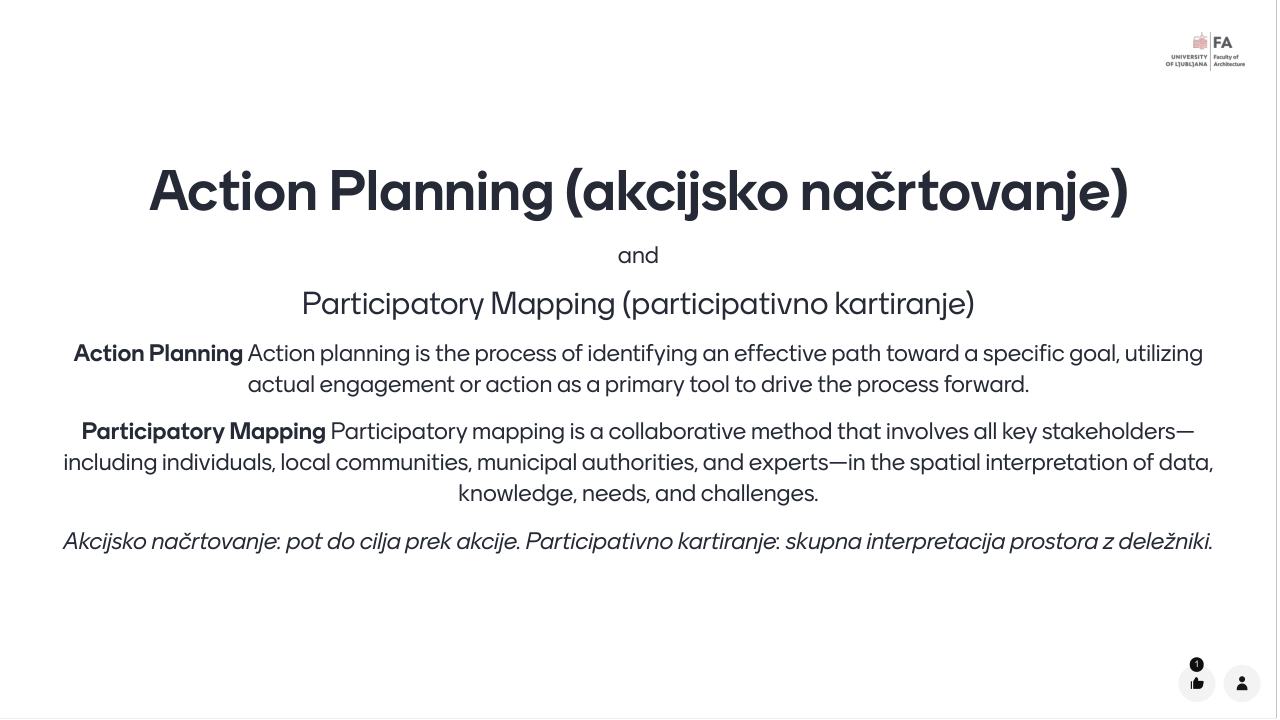 FA
UNIVERSITY
OF LJUBLJANA
Faculty of
Architecture
Action Planning (akcijsko načrtovanje)
and
Participatory Mapping (participativno kartiranje)
Action Planning Action planning is the process of identifying an effective path toward a specific goal, utilizing
actual engagement or action as a primary tool to drive the process forward.
Participatory Mapping Participatory mapping is a collaborative method that involves all key stakeholders—
including individuals, local communities, municipal authorities, and experts—in the spatial interpretation of data,
knowledge, needs, and challenges.
Akcijsko načrtovanje: pot do cilja prek akcije. Participativno kartiranje: skupna interpretacija prostora z deležniki.
1